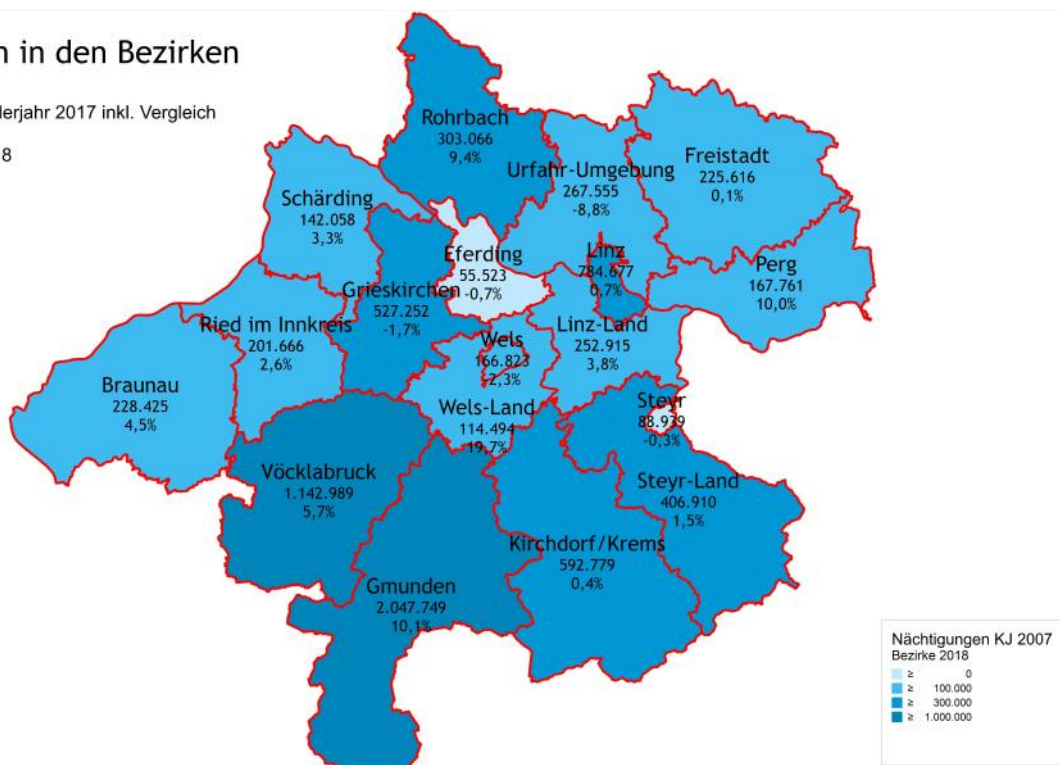 n in den Bezirken
lerjahr 2017 inkl. Vergleich
8
Rohrbach
303.066
9,4%
Freistadt
225.616
0,1%
Urfahr-Umgebung
267.555
-8,8%
Schärding
142.058
3,3%
Eferding
55.523
-0,7%
Linz
784.677
0,7%
Perg
167.761
10,0%
Grieskirchen
527.252
-1,7%
Ried im Innkreis
201.666
2,6%
Linz-Land
252.915
3,8%
Wels
166.823
-2,3%
Braunau
228.425
4,5%
Wels-Land
114.494
19,7%
Steyr
88.939
-0,3%
Vöcklabruck
1.142.989
5,7%
Steyr-Land
406.910
1,5%
Kirchdorf/Krems
592.779
0,4%
Gmunden
2.047.749
10,1%
Nächtigungen KJ 2007
Bezirke 2018
≥ 0
≥ 100.000
≥ 300.000
≥ 1.000.000